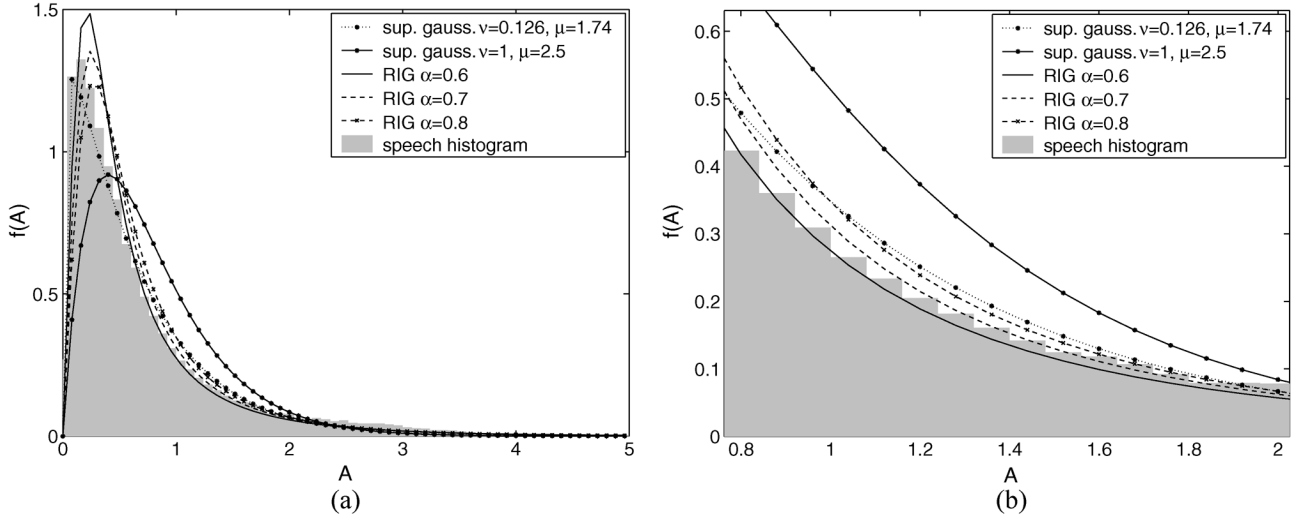 1.5
1
0.5
0
f(A)
0 1 2 3 4 5
A
sup. gauss. ν=0.126, μ=1.74
sup. gauss. ν=1, μ=2.5
RIG α=0.6
RIG α=0.7
RIG α=0.8
speech histogram
(a)
0.6
0.5
0.4
0.3
0.2
0.1
0
f(A)
0.8 1 1.2 1.4 1.6 1.8 2
A
sup. gauss. ν=0.126, μ=1.74
sup. gauss. ν=1, μ=2.5
RIG α=0.6
RIG α=0.7
RIG α=0.8
speech histogram
(b)